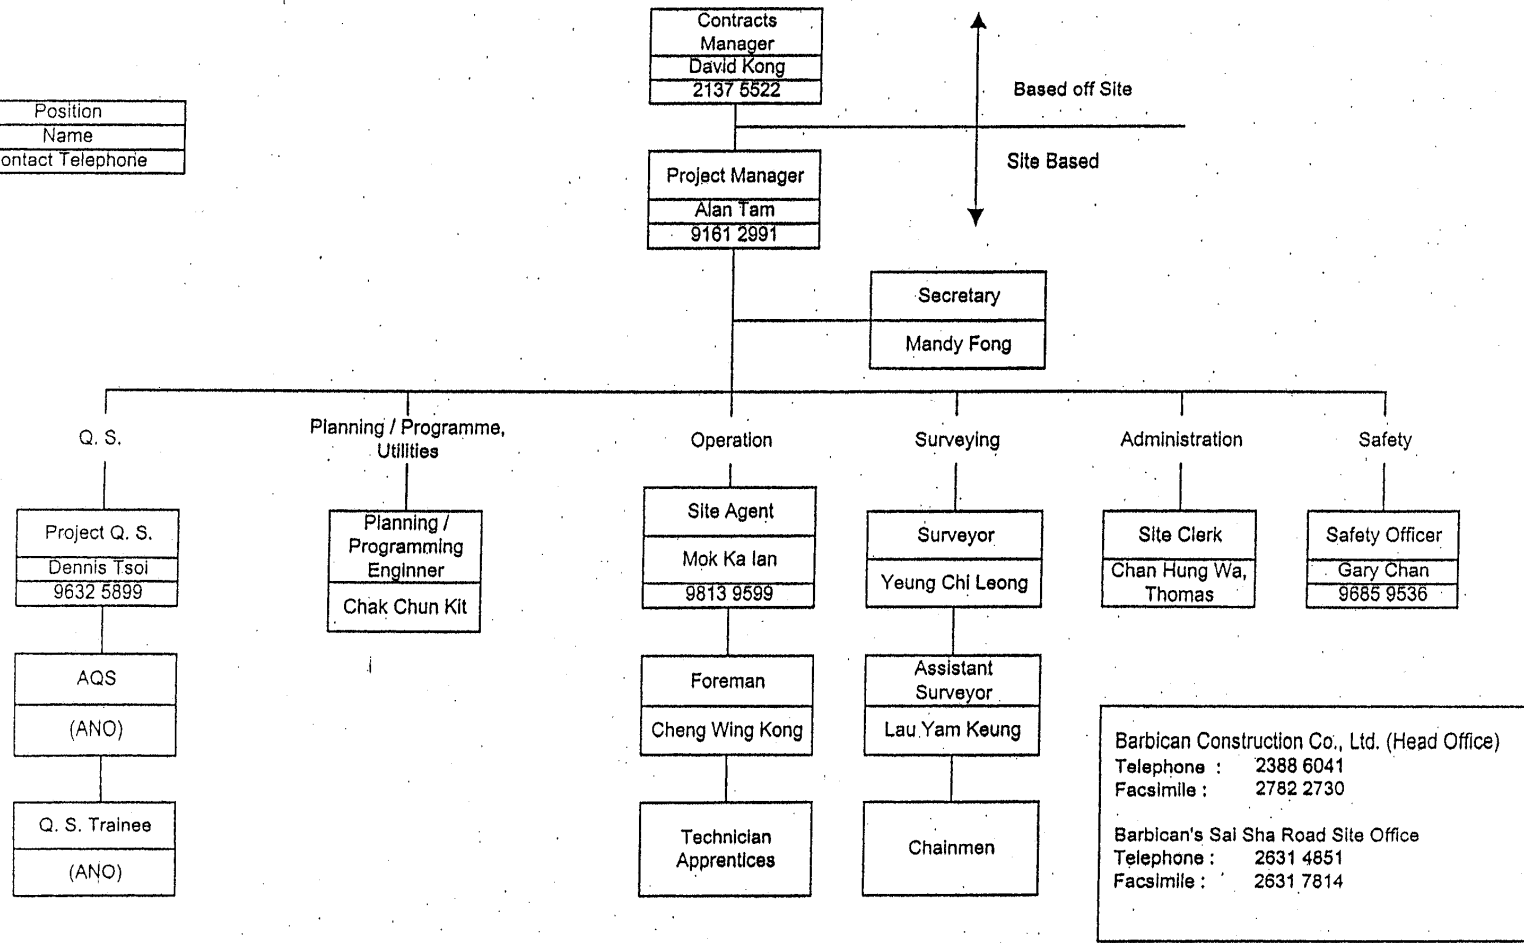 Contracts
Manager
David Kong
2137 5522
Based off Site
Position
Name
ontact Telephone
Site Based
Project Manager
Alan Tam
9161 2991
Secretary
Mandy Fong
Q. S.
Planning / Programme,
Utilities
Operation
Surveying
Administration
Safety
Project Q. S.
Dennis Tsoi
9632 5899
Planning /
Programming
Enginner
Chak Chun Kit
Site Agent
Mok Ka Ian
9813 9599
Surveyor
Yeung Chi Leong
Site Clerk
Chan Hung Wa,
Thomas
Safety Officer
Gary Chan
9685 9536
AQS
(ANO)
Foreman
Cheng Wing Kong
Assistant
Surveyor
Lau Yam Keung
Q. S. Trainee
(ANO)
Technician
Apprentices
Chainmen
Barbican Construction Co., Ltd. (Head Office)
Telephone : 2388 6041
Facsimile : 2782 2730
Barbican's Sai Sha Road Site Office
Telephone : 2631 4851
Facsimile : 2631 7814